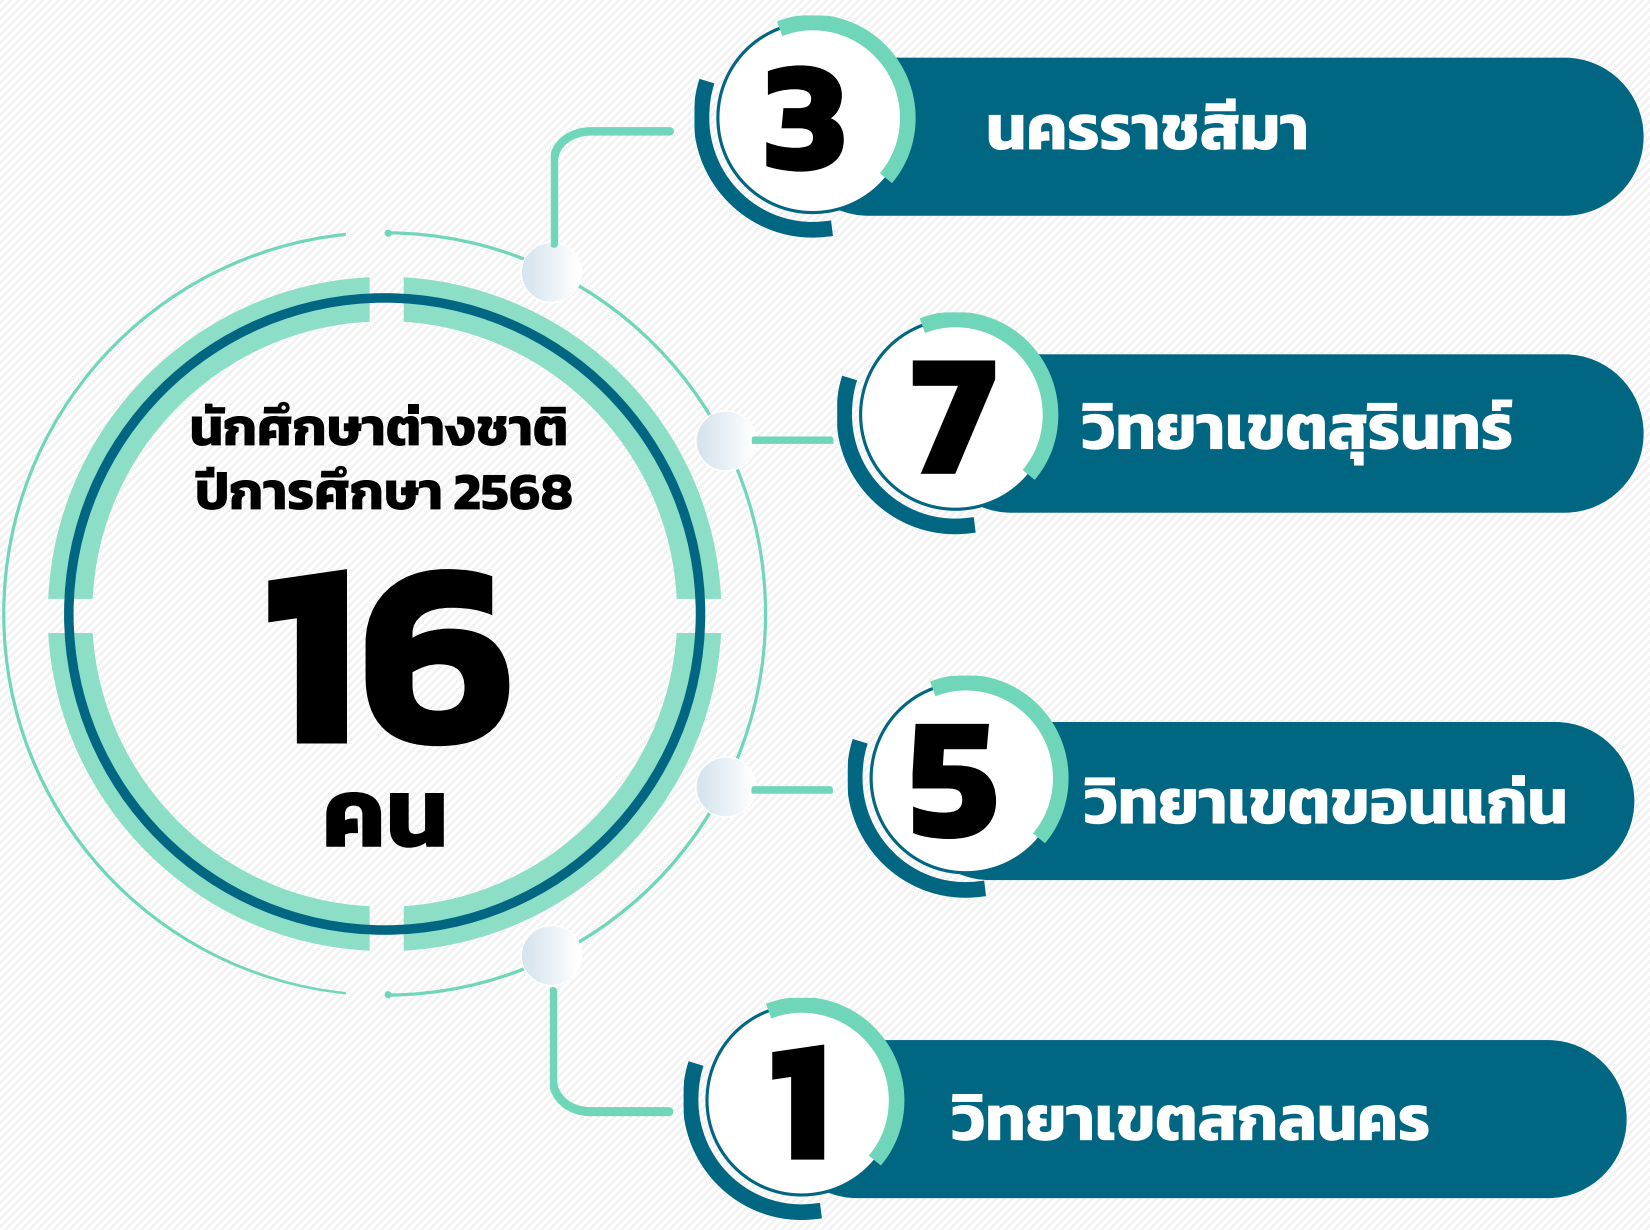 นักศึกษาต่างชาติ
ปีการศึกษา 2568
16
คน
3
นครราชสีมา
7
วิทยาเขตสุรินทร์
5
วิทยาเขตขอนแก่น
1
วิทยาเขตสกลนคร